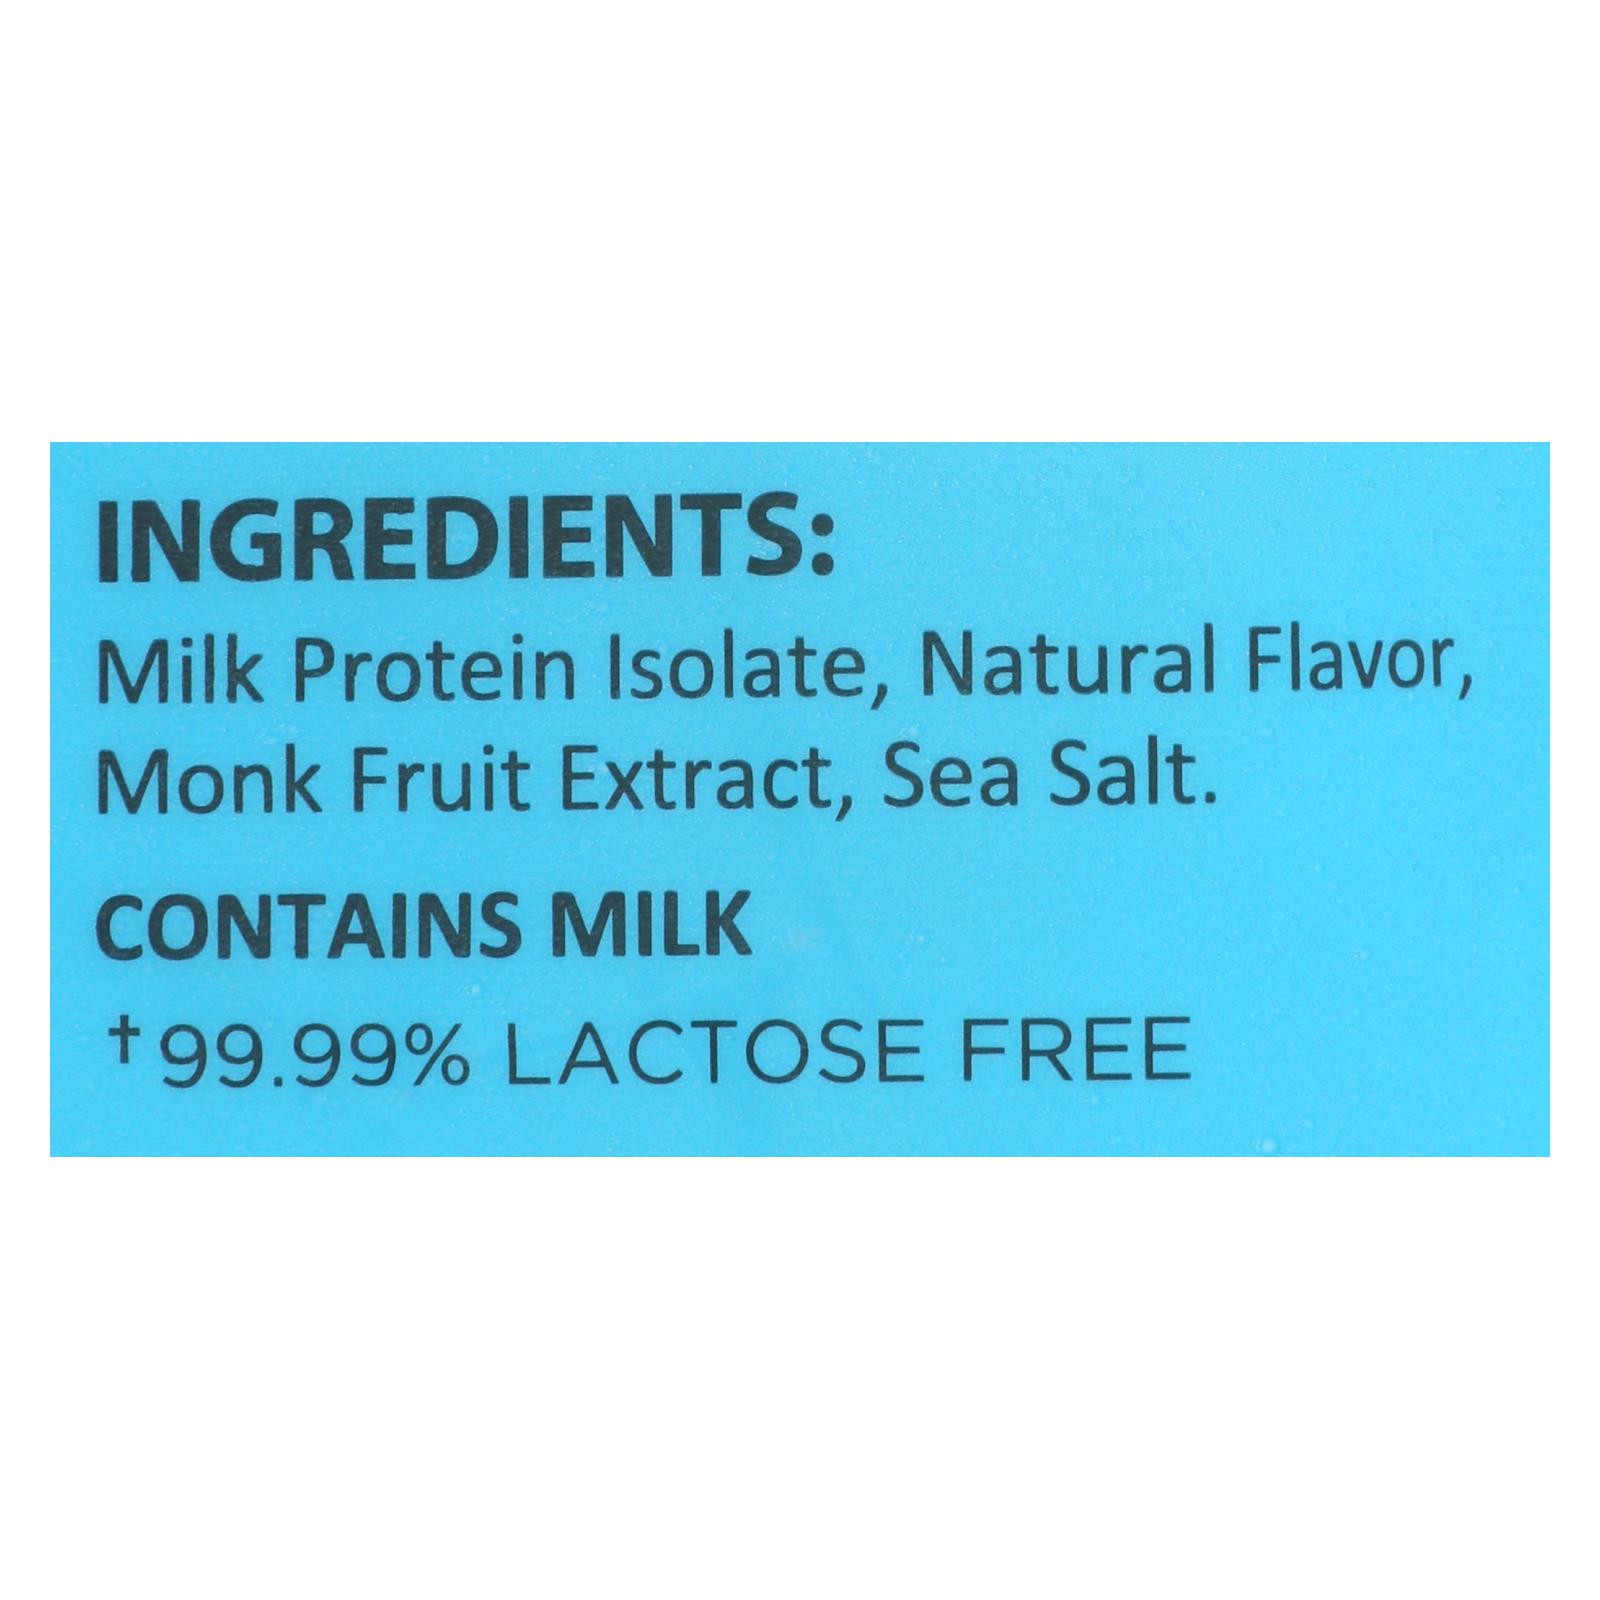 INGREDIENTS:
Milk Protein Isolate, Natural Flavor,
Monk Fruit Extract, Sea Salt.
CONTAINS MILK
†99.99% LACTOSE FREE